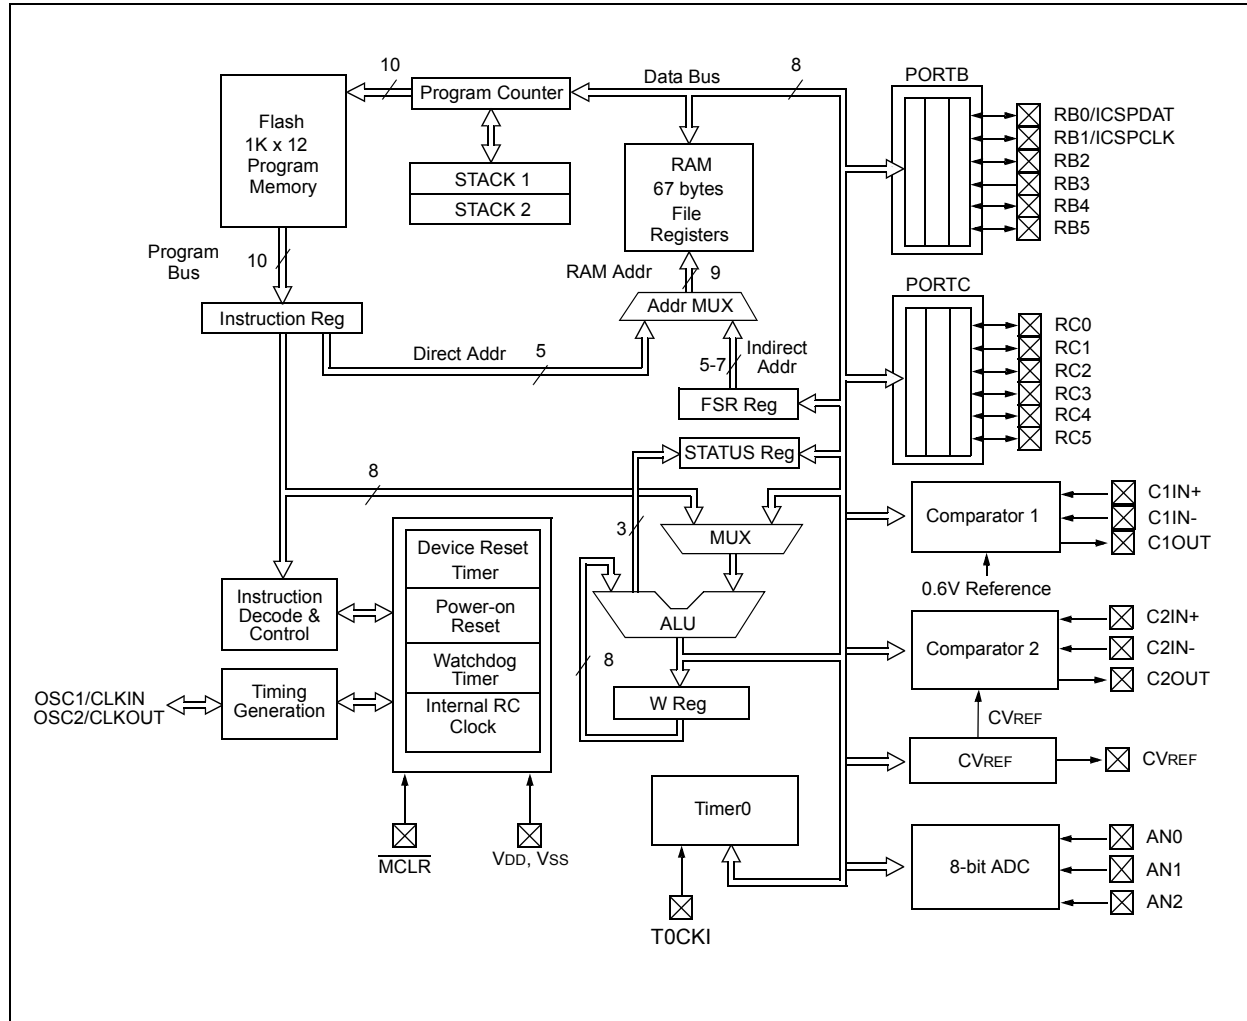 10
Data Bus
8
PORTB
Flash
1K x 12
Program
Memory
Program Counter
STACK 1
STACK 2
RAM
67 bytes
File
Registers
RB0/ICSPDAT
RB1/ICSPCLK
RB2
RB3
RB4
RB5
Program
Bus
10
RAM Addr
9
Addr MUX
Instruction Reg
Direct Addr
5
5-7
Indirect
Addr
FSR Reg
PORTC
RC0
RC1
RC2
RC3
RC4
RC5
STATUS Reg
8
3
MUX
ALU
8
W Reg
Device Reset
Timer
Power-on
Reset
Watchdog
Timer
Internal RC
Clock
Instruction
Decode &
Control
Timing
Generation
OSC1/CLKIN
OSC2/CLKOUT
MCLR
VDD, VSS
Timer0
T0CKI
Comparator 1
C1IN+
C1IN-
C1OUT
0.6V Reference
Comparator 2
C2IN+
C2IN-
C2OUT
CVREF
CVREF
CVREF
8-bit ADC
AN0
AN1
AN2